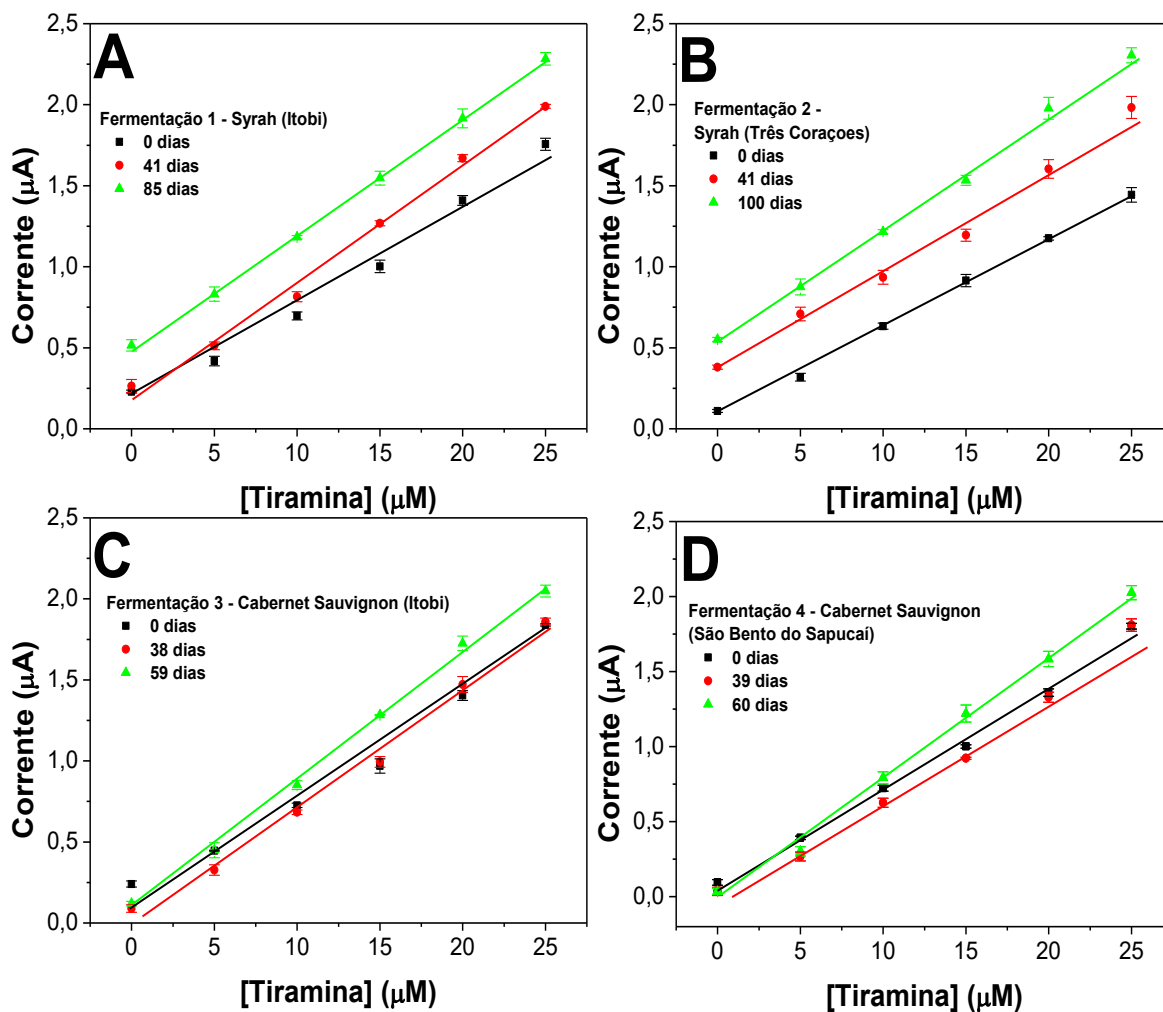 A
Fermentação 1 - Syrah (Itobi)
0 dias
41 dias
85 dias
Corrente (μA)
2,5
2,0
1,5
1,0
0,5
0,0
0 5 10 15 20 25
[Tiramina] (μM)
B
Fermentação 2 -
Syrah (Três Coraçoes)
0 dias
41 dias
100 dias
Corrente (μA)
2,5
2,0
1,5
1,0
0,5
0,0
0 5 10 15 20 25
[Tiramina] (μM)
C
Fermentação 3 - Cabernet Sauvignon (Itobi)
0 dias
38 dias
59 dias
Corrente (μA)
2,5
2,0
1,5
1,0
0,5
0,0
0 5 10 15 20 25
[Tiramina] (μM)
D
Fermentação 4 - Cabernet Sauvignon
(São Bento do Sapucaí)
0 dias
39 dias
60 dias
Corrente (μA)
2,5
2,0
1,5
1,0
0,5
0,0
0 5 10 15 20 25
[Tiramina] (μM)